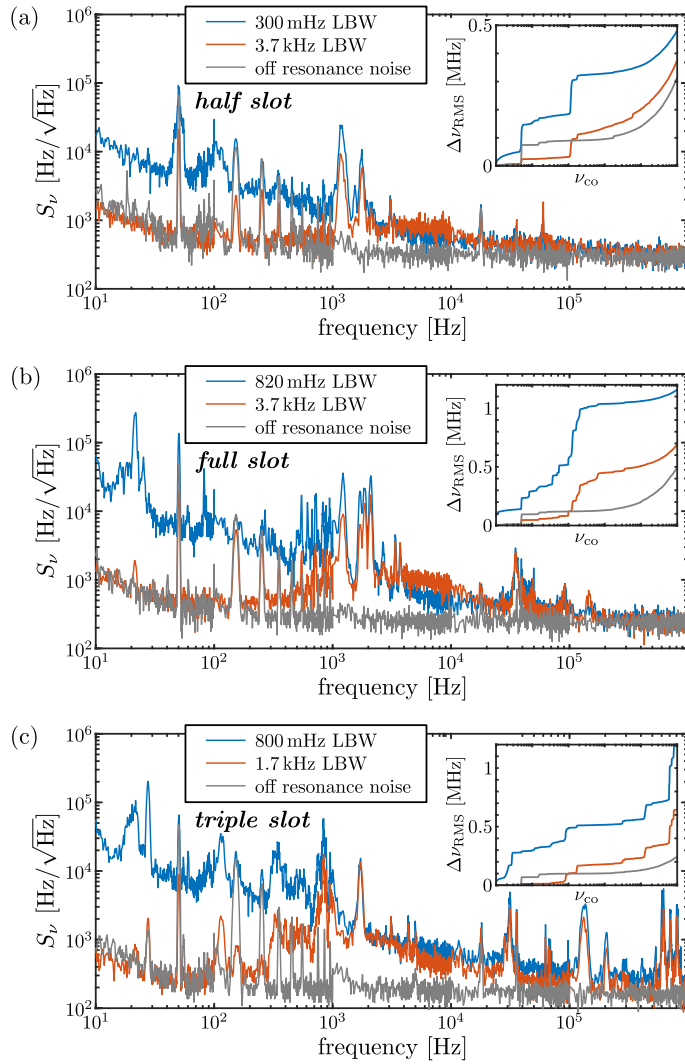 (a)
300 mHz LBW
3.7 kHz LBW
off resonance noise
half slot
S_ν [Hz/√Hz]
10^6
10^5
10^4
10^3
10^2
10^1 10^2 10^3 10^4 10^5
frequency [Hz]
Δν_RMS [MHz]
0.5
0
ν_co
(b)
820 mHz LBW
3.7 kHz LBW
off resonance noise
full slot
S_ν [Hz/√Hz]
10^6
10^5
10^4
10^3
10^2
10^1 10^2 10^3 10^4 10^5
frequency [Hz]
Δν_RMS [MHz]
1
0.5
0
ν_co
(c)
800 mHz LBW
1.7 kHz LBW
off resonance noise
triple slot
S_ν [Hz/√Hz]
10^6
10^5
10^4
10^3
10^2
10^1 10^2 10^3 10^4 10^5
frequency [Hz]
Δν_RMS [MHz]
1
0.5
0
ν_co